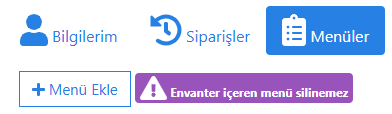 Bilgilerim Siparişler Menüler
+ Menü Ekle Envanter içeren menü silinemez